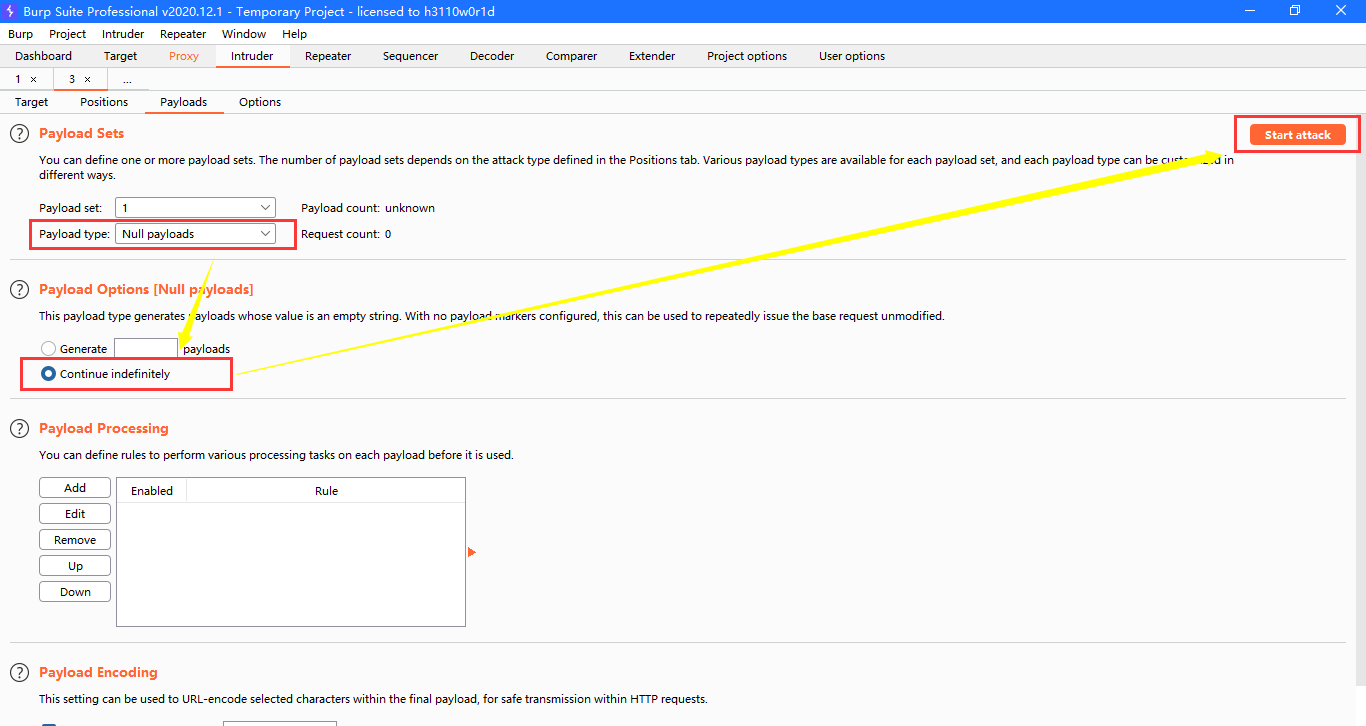 Burp Suite Professional v2020.12.1 - Temporary Project - licensed to h3110w0r1d
Burp Project Intruder Repeater Window Help
Dashboard Target Proxy Intruder Repeater Sequencer Decoder Comparer Extender Project options User options
1 × 3 × ...
Target Positions Payloads Options
? Payload Sets
Start attack
You can define one or more payload sets. The number of payload sets depends on the attack type defined in the Positions tab. Various payload types are available for each payload set, and each payload type can be customized in
different ways.
Payload set: 1 Payload count: unknown
Payload type: Null payloads Request count: 0
? Payload Options [Null payloads]
This payload type generates payloads whose value is an empty string. With no payload markers configured, this can be used to repeatedly issue the base request unmodified.
Generate payloads
Continue indefinitely
? Payload Processing
You can define rules to perform various processing tasks on each payload before it is used.
Add Enabled Rule
Edit
Remove
Up
Down
? Payload Encoding
This setting can be used to URL-encode selected characters within the final payload, for safe transmission within HTTP requests.